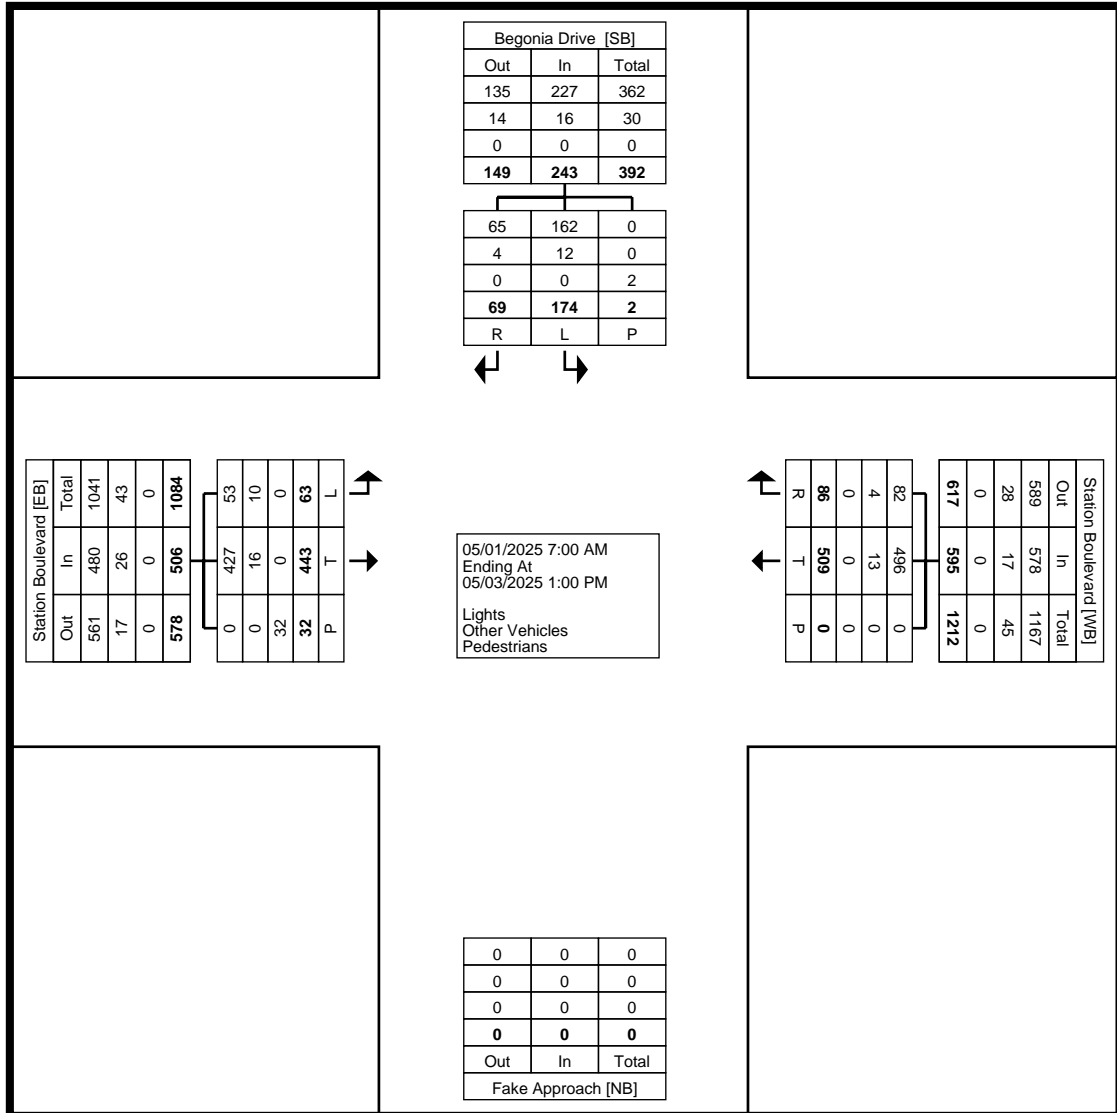 Begonia Drive [SB]
Out In Total
135 227 362
14 16 30
0 0 0
149 243 392
65 162 0
4 12 0
0 0 2
69 174 2
R L P
Station Boulevard [EB]
Total In Out
1041 480 561
43 26 17
0 0 0
1084 506 578
53 427 0
10 16 0
0 0 32
63 443 32
L T P
05/01/2025 7:00 AM
Ending At
05/03/2025 1:00 PM
Lights
Other Vehicles
Pedestrians
R T P
86 509 0
0 0 0
4 13 0
82 496 0
617 595 1212
0 0 0
28 17 45
589 578 1167
Out In Total
Station Boulevard [WB]
0 0 0
0 0 0
0 0 0
0 0 0
Out In Total
Fake Approach [NB]